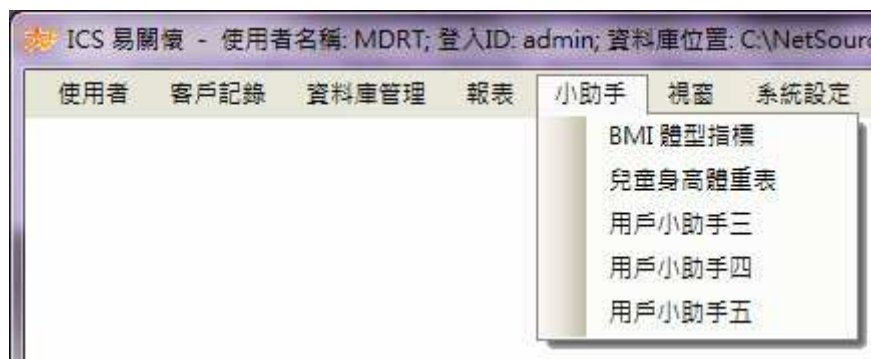 ICS 易關懷 - 使用者名稱: MDRT; 登入ID: admin; 資料庫位置: C:\NetSourc
使用者 客戶記錄 資料庫管理 報表 小助手 視窗 系統設定
BMI 體型指標
兒童身高體重表
用戶小助手三
用戶小助手四
用戶小助手五